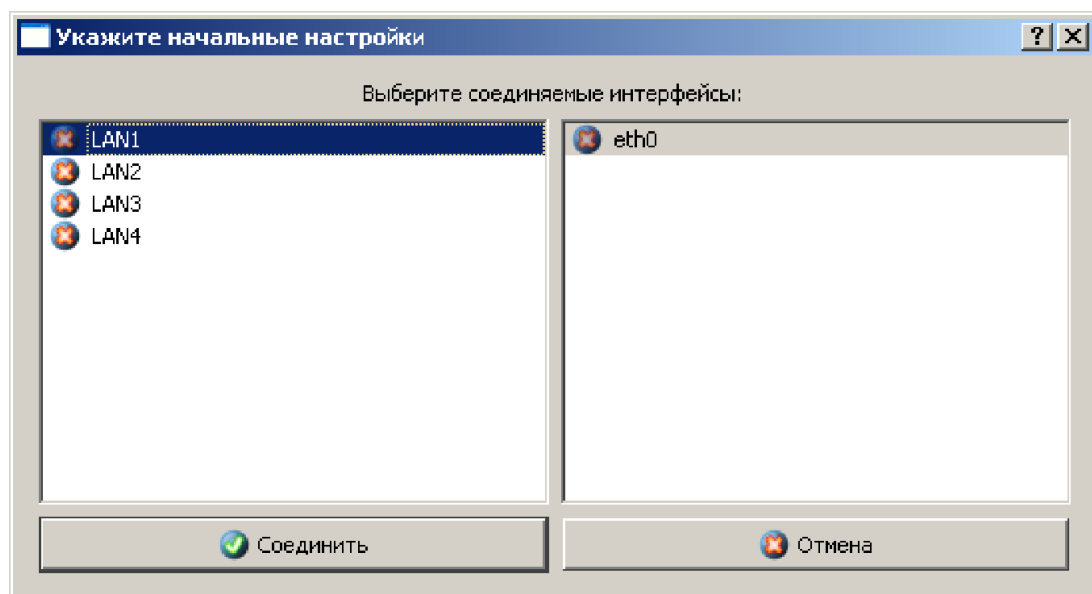 Укажите начальные настройки
Выберите соединяемые интерфейсы:
LAN1
LAN2
LAN3
LAN4
eth0
Соединить
Отмена